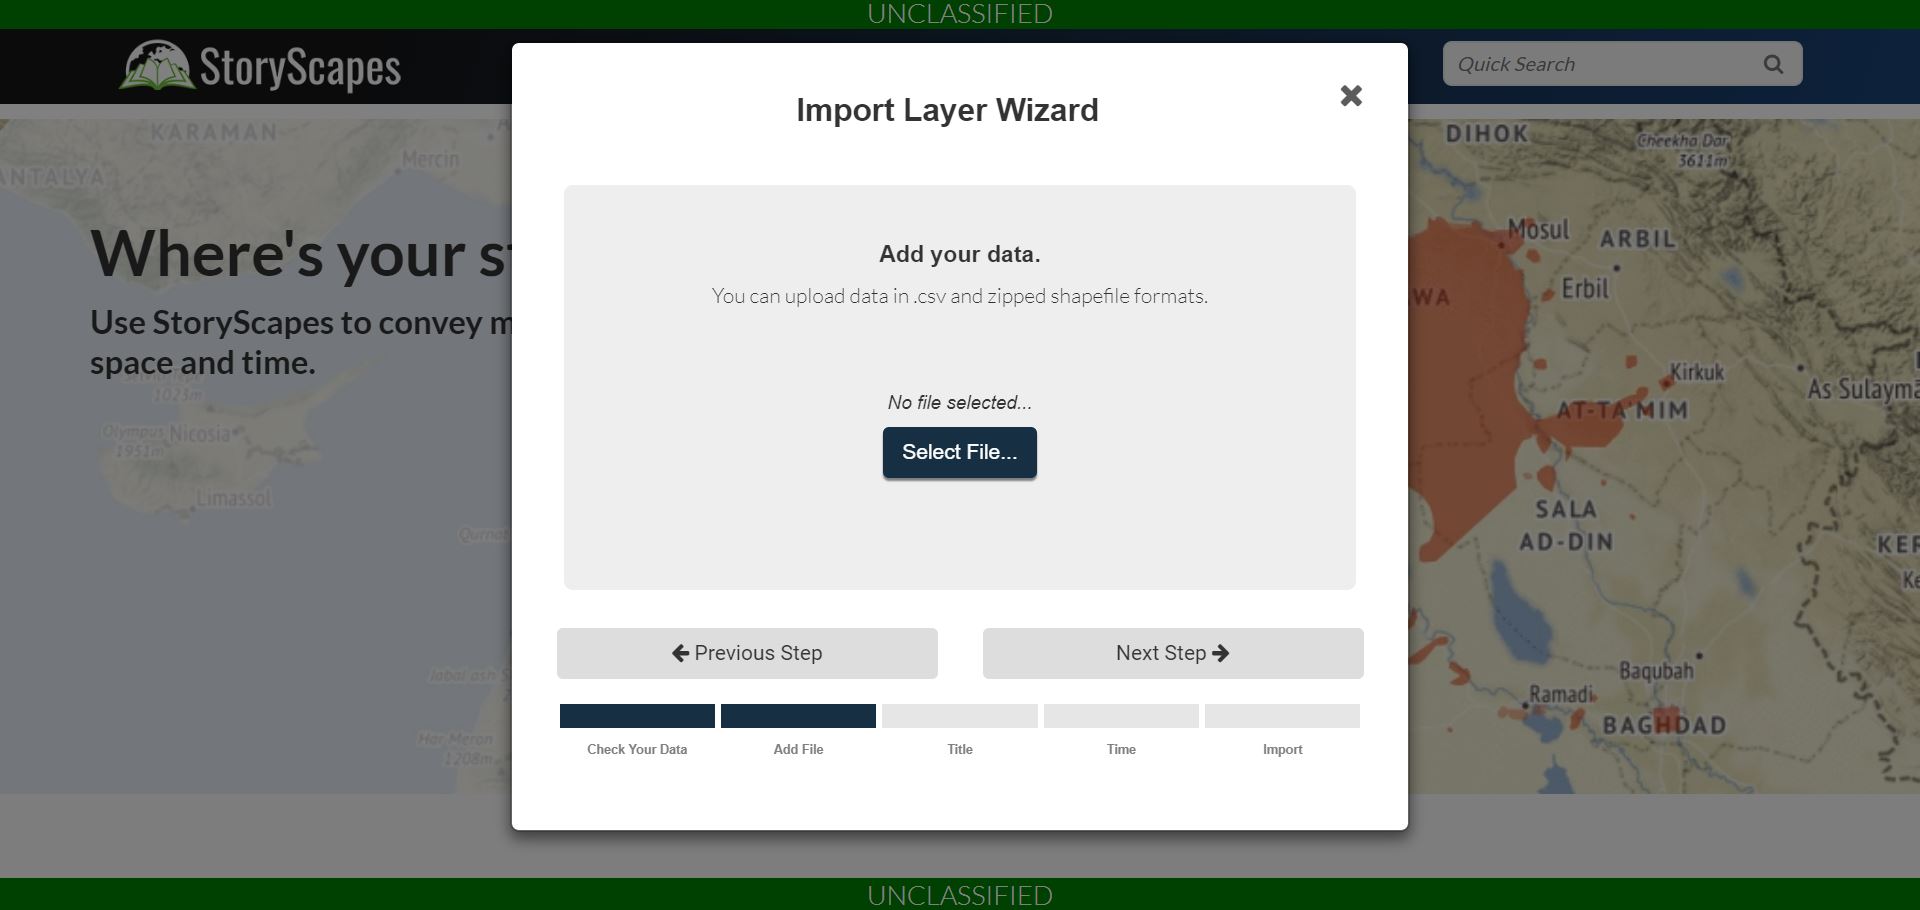 UNCLASSIFIED
StoryScapes
Quick Search
Import Layer Wizard
KARAMAN
Mercin
ANTALYA
DIHOK
Cheekha Dar
3611m
Where's your s
Use StoryScapes to convey m
space and time.
Add your data.
You can upload data in .csv and zipped shapefile formats.
No file selected...
Select File...
Mosul
ARBIL
Erbil
WA
Kirkuk
As Sulaymā
AT-TA'MIM
1023m
Olympus
1951m
Nicosia
Limassol
Qurnat
SALA
AD-DIN
KER
Previous Step
Next Step
Jabal ash S
Har Meron
1208m
Baqubah
Ramadi
BAGHDAD
Check Your Data
Add File
Title
Time
Import
UNCLASSIFIED